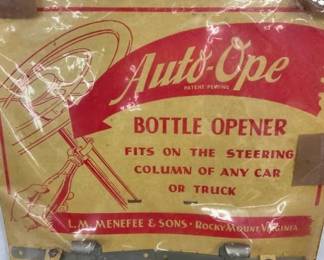 Auto-Ope
PATENT PENDING
BOTTLE OPENER
FITS ON THE STEERING
COLUMN OF ANY CAR
OR TRUCK
L. M. MENEFEE & SONS · ROCKY MOUNT, VIRGINIA